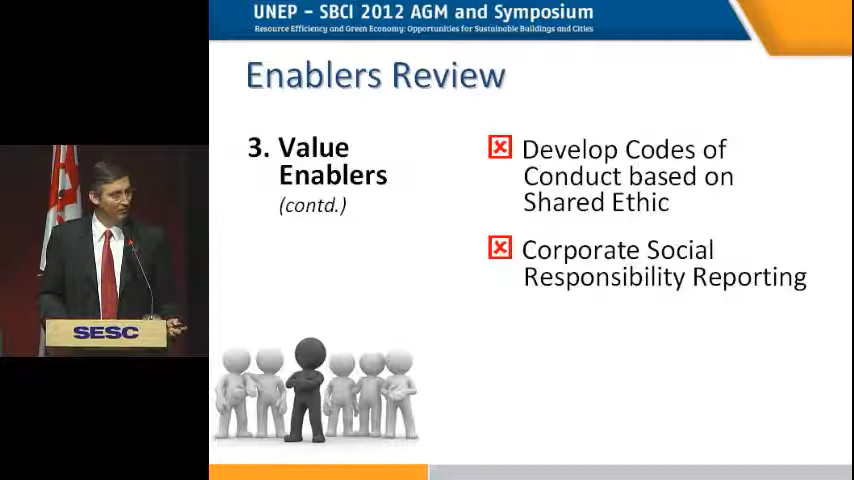 UNEP – SBCI 2012 AGM and Symposium
Resource Efficiency and Green Economy: Opportunities for Sustainable Buildings and Cities
Enablers Review
3. Value
Enablers
(contd.)
Develop Codes of
Conduct based on
Shared Ethic
Corporate Social
Responsibility Reporting
SESC